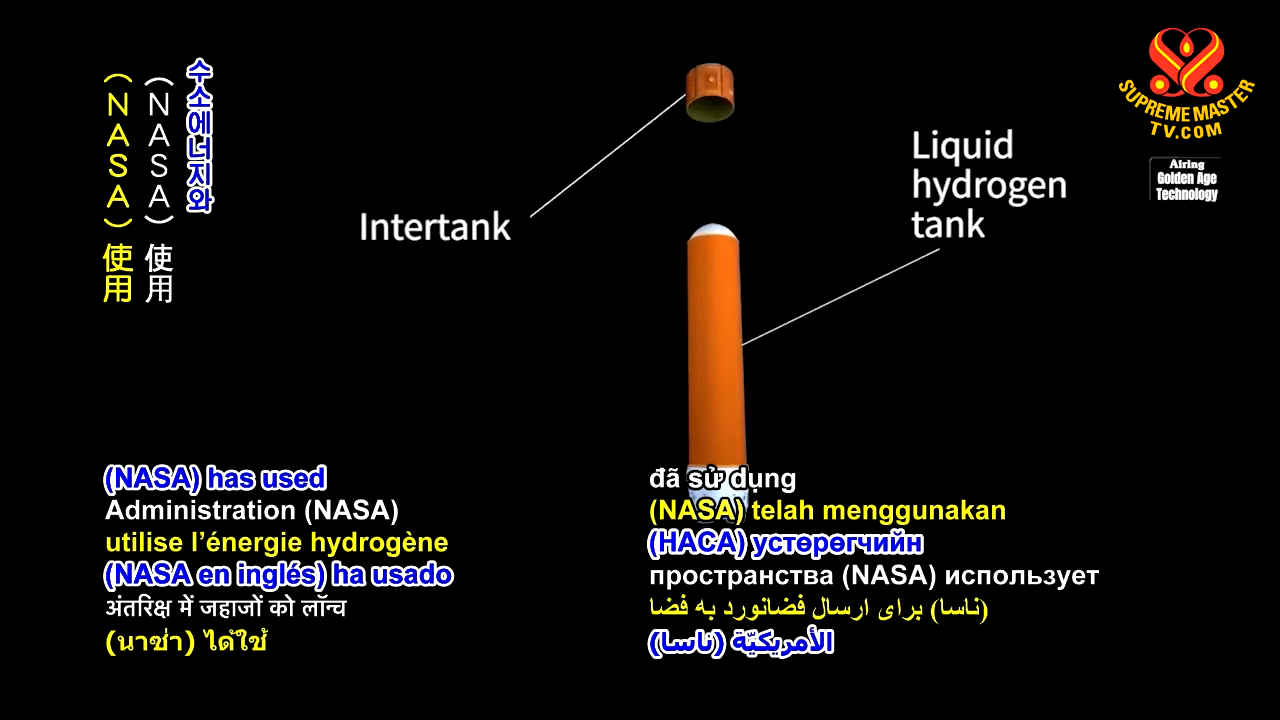 수소에너지와
(NASA)使用
(NASA)使用
SUPREME MASTER
TV.COM
Airing
Golden Age
Technology
Intertank
Liquid
hydrogen
tank
(NASA) has used
Administration (NASA)
utilise l’énergie hydrogène
(NASA en inglés) ha usado
अंतरिक्ष में जहाजों को लॉन्च
(นาซ่า) ได้ใช้
đã sử dụng
(NASA) telah menggunakan
(НАСА) устөрөгчийн
пространства (NASA) использует
(ناسا) برای ارسال فضانورد به فضا
الأمريكيّة (ناسا)